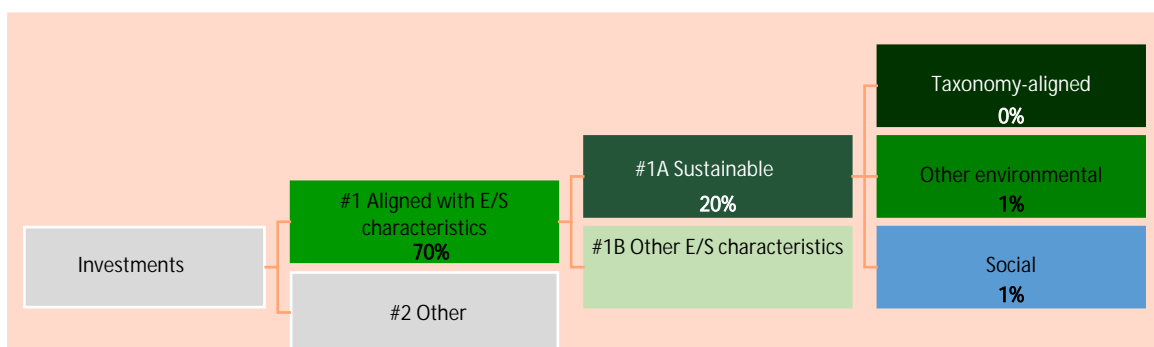 Investments
#1 Aligned with E/S
characteristics
70%
#2 Other
#1A Sustainable
20%
#1B Other E/S characteristics
Taxonomy-aligned
0%
Other environmental
1%
Social
1%